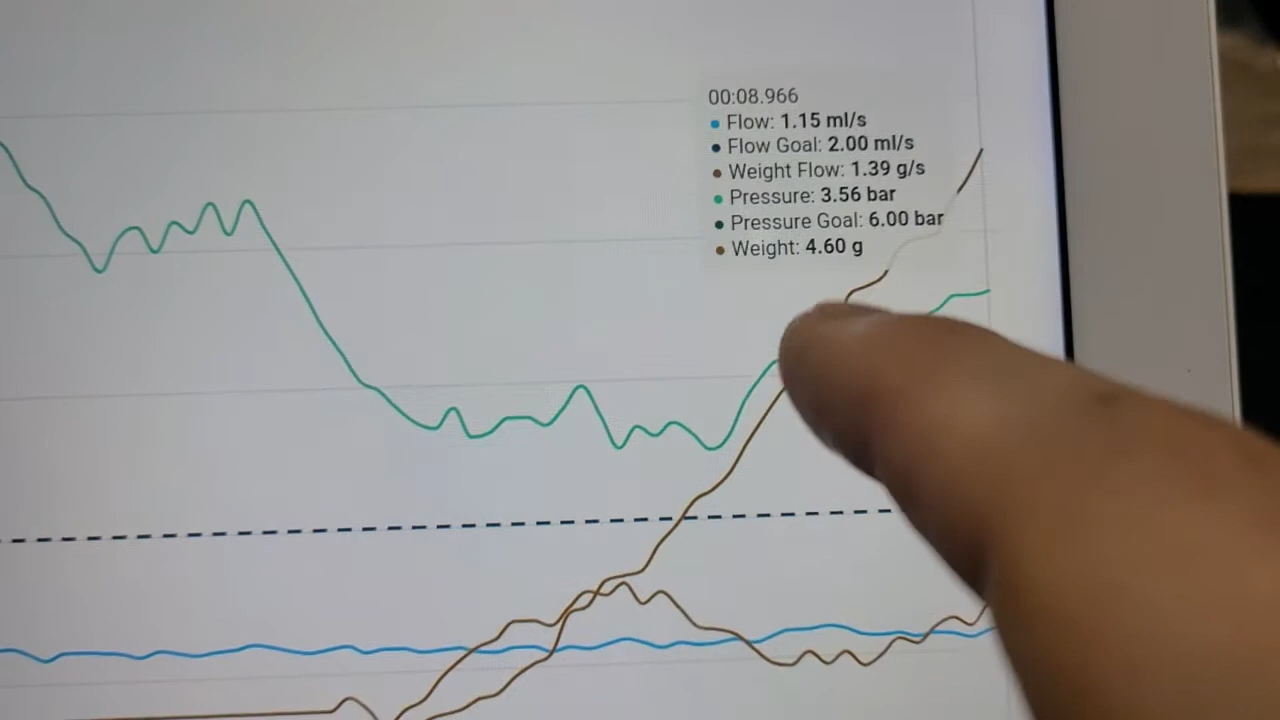 00:08.966
Flow: 1.15 ml/s
Flow Goal: 2.00 ml/s
Weight Flow: 1.39 g/s
Pressure: 3.56 bar
Pressure Goal: 6.00 bar
Weight: 4.60 g